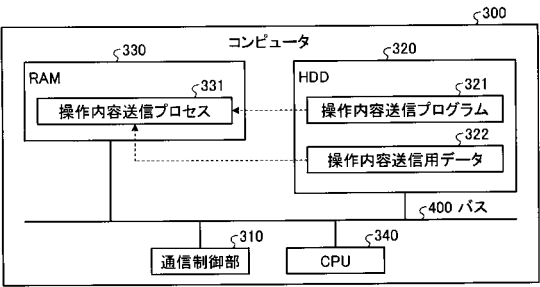 300
コンピュータ
330
RAM
331
操作内容送信プロセス
320
HDD
321
操作内容送信プログラム
322
操作内容送信用データ
400 バス
310
通信制御部
340
CPU